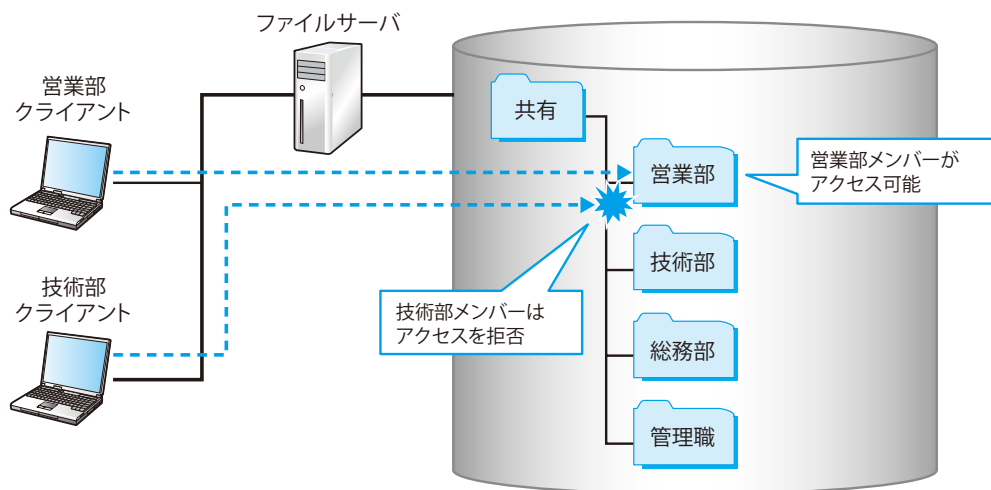 ファイルサーバ
営業部
クライアント
共有
営業部
営業部メンバーが
アクセス可能
技術部
技術部メンバーは
アクセスを拒否
技術部
クライアント
総務部
管理職